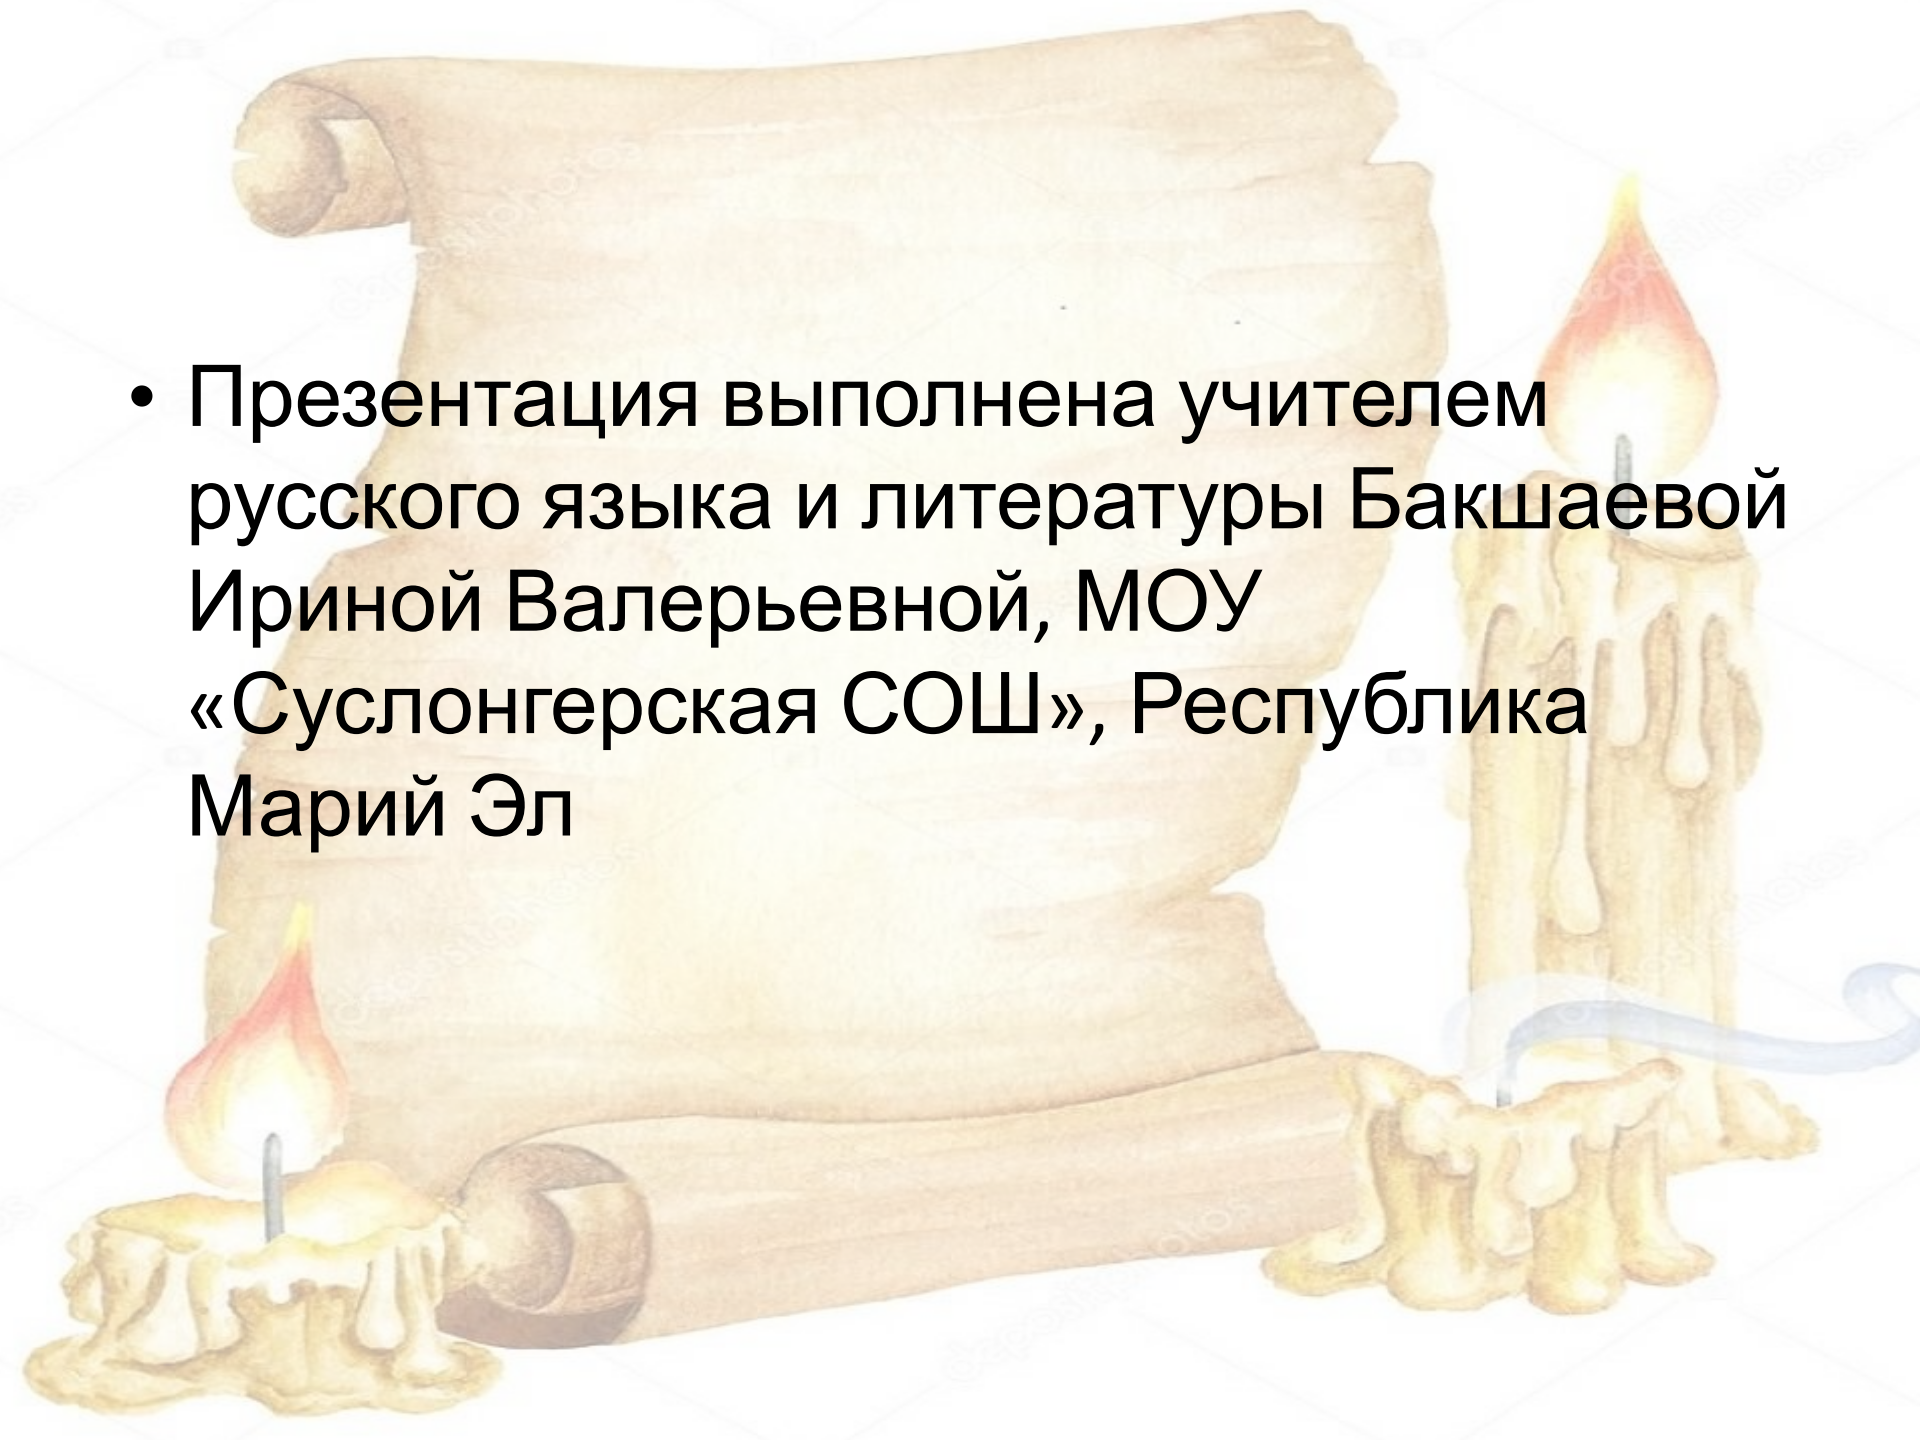 • Презентация выполнена учителем
русского языка и литературы Бакшаевой
Ириной Валерьевной, МОУ
«Суслонгерская СОШ», Республика
Марий Эл